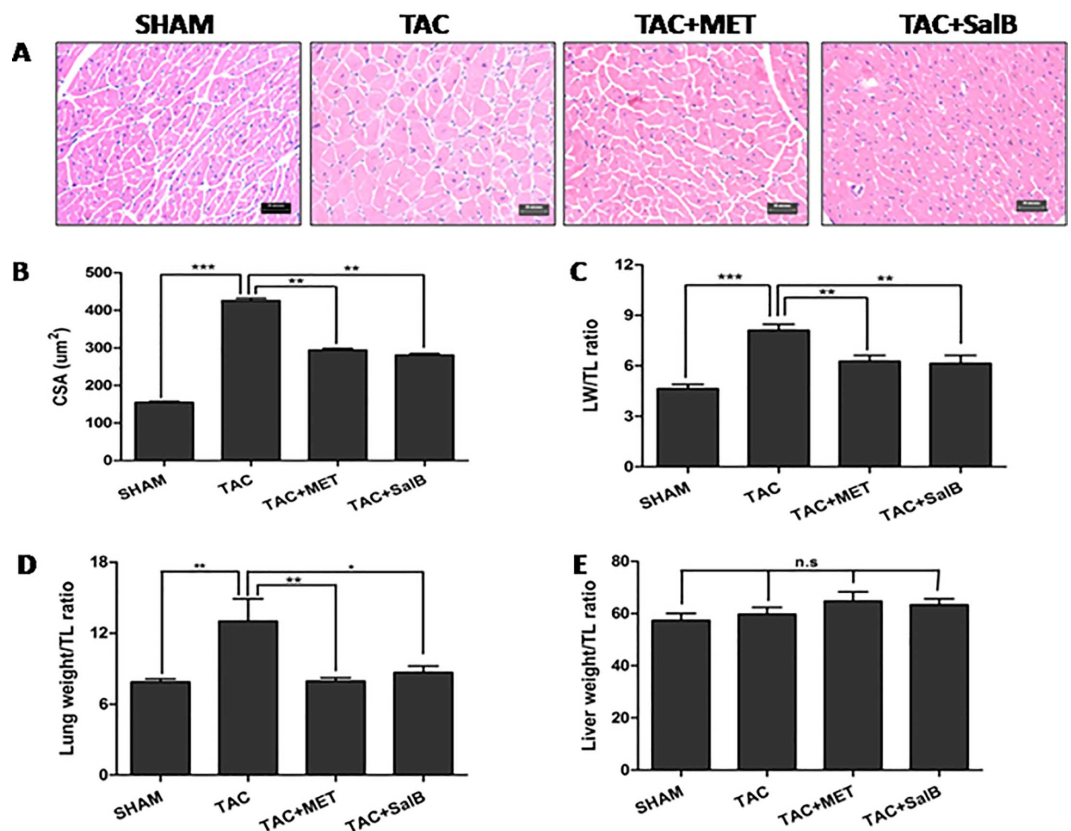 SHAM TAC TAC+MET TAC+SalB
A
B
500
400
300
200
100
0
CSA (um²)
*** ** **
SHAM TAC TAC+MET TAC+SalB
C
12
9
6
3
0
LW/TL ratio
*** ** **
SHAM TAC TAC+MET TAC+SalB
D
18
12
6
0
Lung weight/TL ratio
** ** *
SHAM TAC TAC+MET TAC+SalB
E
80
60
40
20
0
Liver weight/TL ratio
n.s
SHAM TAC TAC+MET TAC+SalB